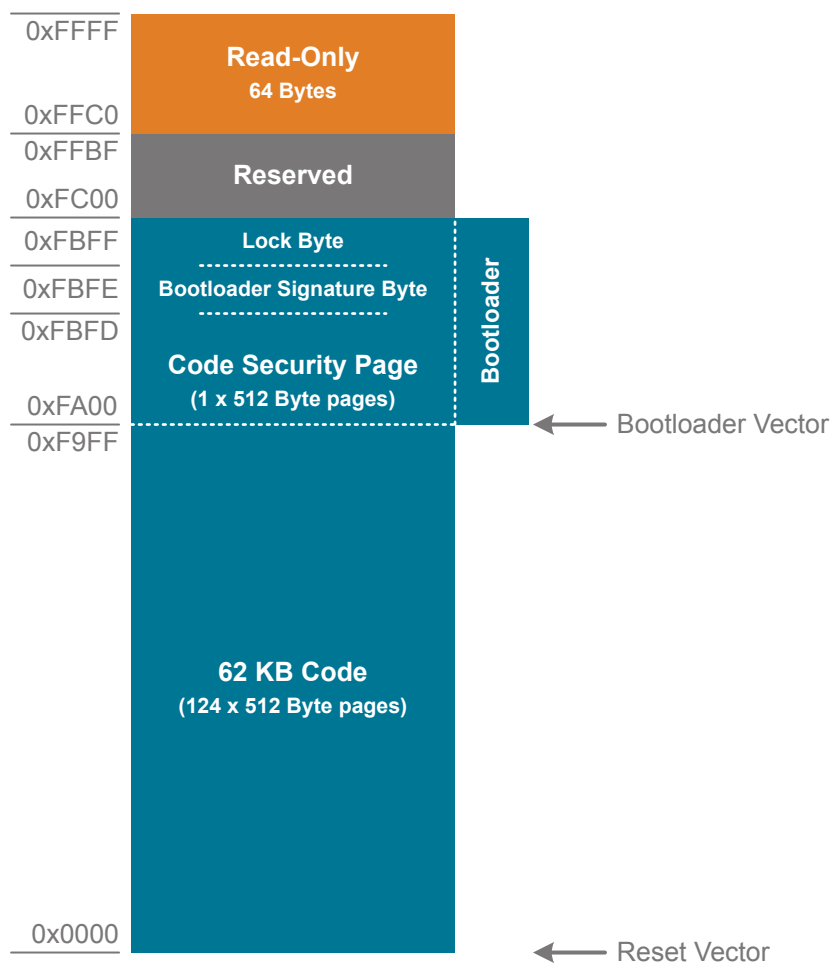 0xFFFF
Read-Only
64 Bytes
0xFFC0
0xFFBF
Reserved
0xFC00
0xFBFF
Lock Byte
0xFBFE
Bootloader Signature Byte
0xFBFD
Code Security Page
(1 x 512 Byte pages)
Bootloader
0xFA00
Bootloader Vector
0xF9FF
62 KB Code
(124 x 512 Byte pages)
0x0000
Reset Vector